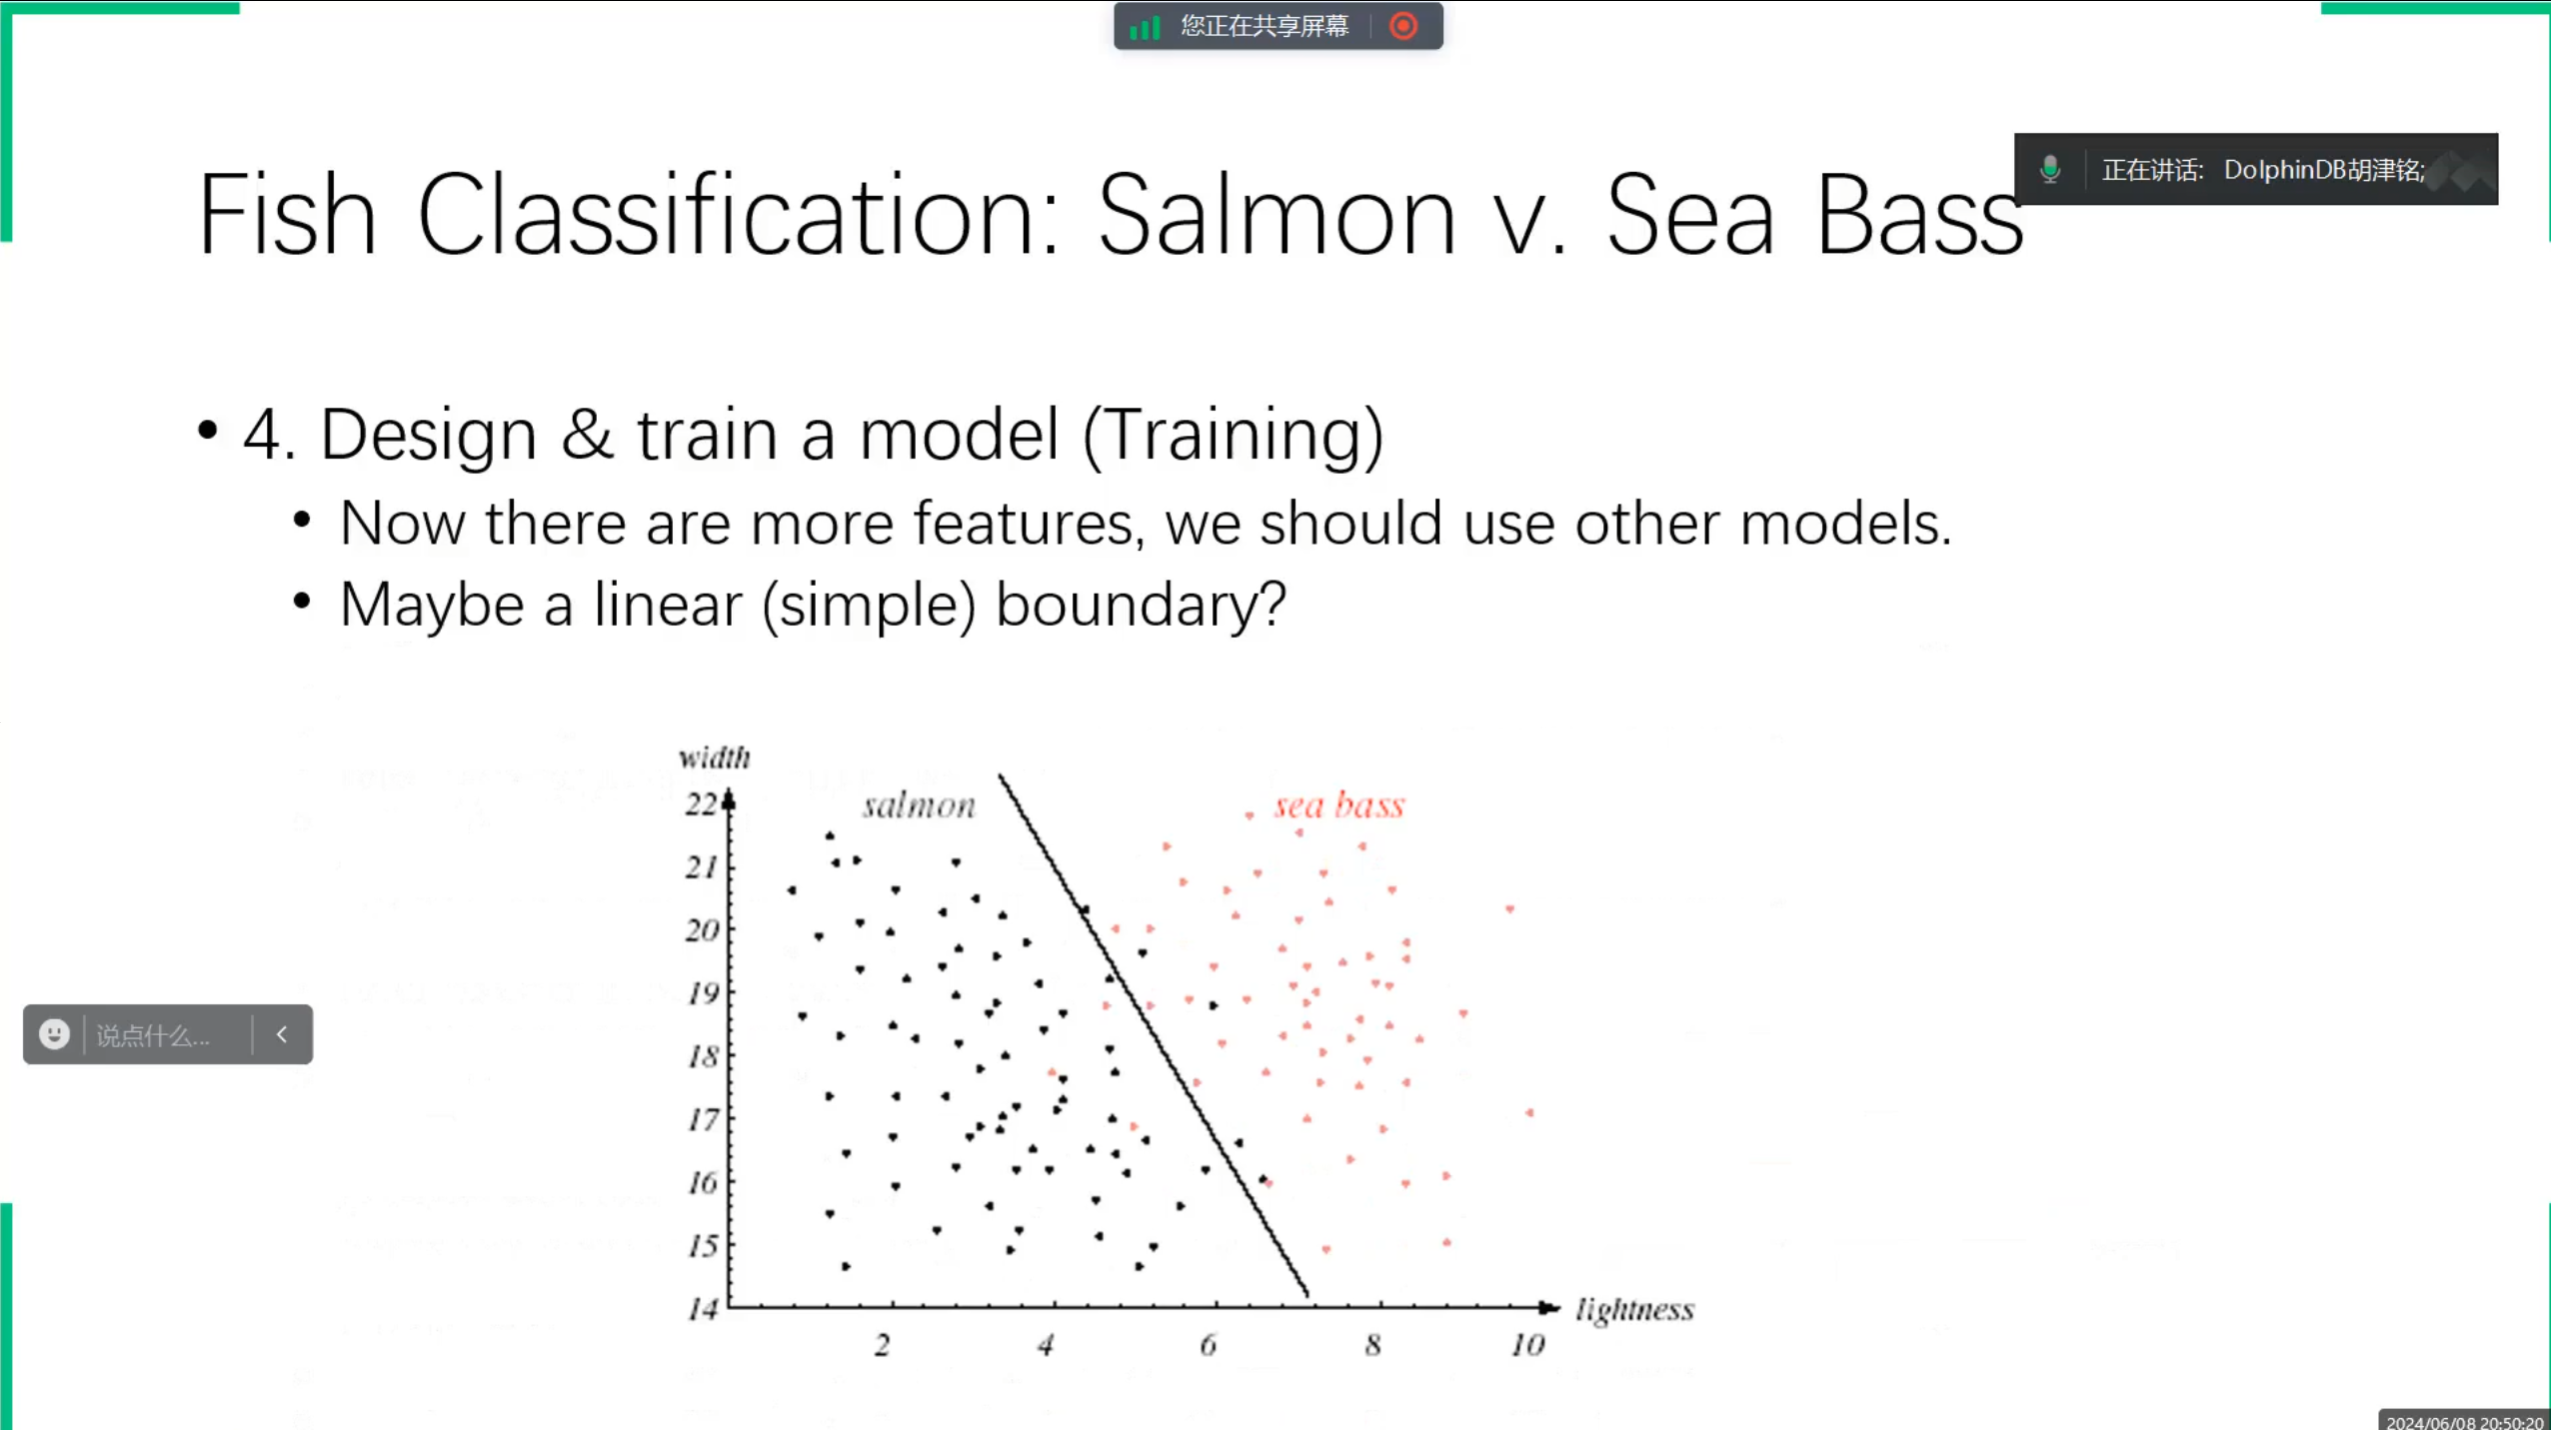 您正在共享屏幕
正在讲话: DolphinDB胡津铭;
Fish Classification: Salmon v. Sea Bass
• 4. Design & train a model (Training)
• Now there are more features, we should use other models.
• Maybe a linear (simple) boundary?
width
salmon
sea bass
22
21
20
19
18
17
16
15
14
2 4 6 8 10
lightness
说点什么...
2024/06/08 20:50:20